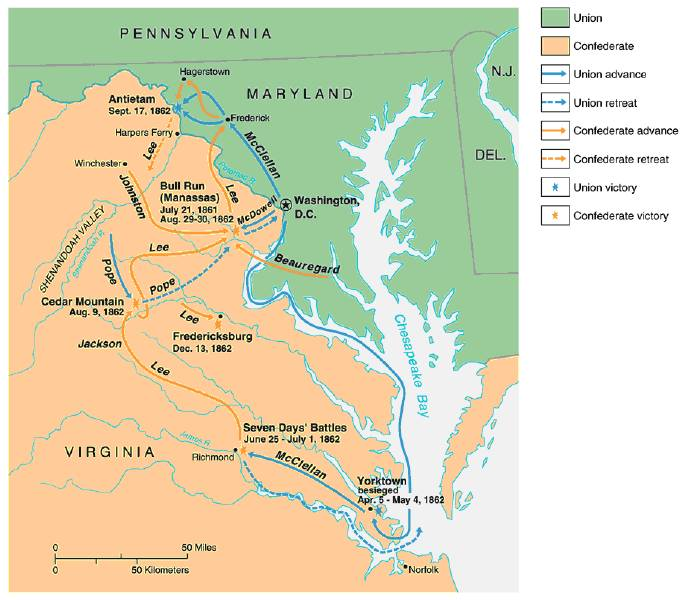 PENNSYLVANIA
Hagerstown
N.J.
Antietam
Sept. 17, 1862
MARYLAND
Frederick
Harpers Ferry
McClellan
DEL.
Lee
Winchester
Potomac R.
Johnston
Bull Run
(Manassas)
July 21, 1861
Aug. 29-30, 1862
Lee
McDowell
Washington,
D.C.
SHENANDOAH VALLEY
Shenandoah R.
Pope
Lee
Beauregard
Pope
Cedar Mountain
Aug. 9, 1862
Lee
Fredericksburg
Dec. 13, 1862
Jackson
Lee
Chesapeake Bay
Seven Days' Battles
June 25 - July 1, 1862
VIRGINIA
James R.
Richmond
McClellan
Yorktown
besieged
Apr. 5 - May 4, 1862
0 50 Miles
0 50 Kilometers
Norfolk
Union
Confederate
Union advance
Union retreat
Confederate advance
Confederate retreat
Union victory
Confederate victory